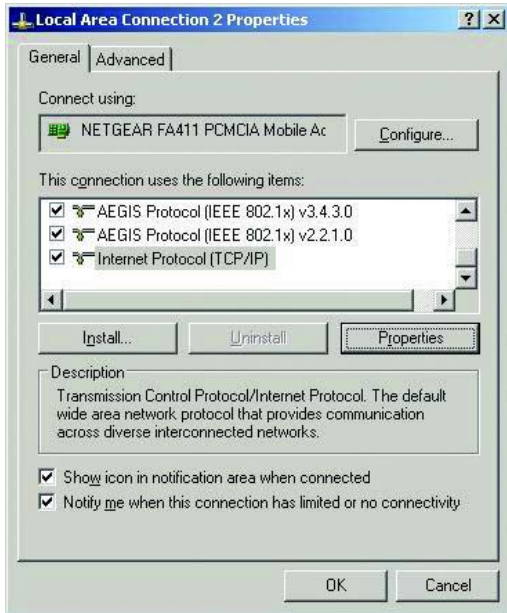 Local Area Connection 2 Properties
General
Advanced
Connect using:
NETGEAR FA411 PCMCIA Mobile Ac
Configure...
This connection uses the following items:
AEGIS Protocol (IEEE 802.1x) v3.4.3.0
AEGIS Protocol (IEEE 802.1x) v2.2.1.0
Internet Protocol (TCP/IP)
Install...
Uninstall
Properties
Description
Transmission Control Protocol/Internet Protocol. The default
wide area network protocol that provides communication
across diverse interconnected networks.
Show icon in notification area when connected
Notify me when this connection has limited or no connectivity
OK
Cancel